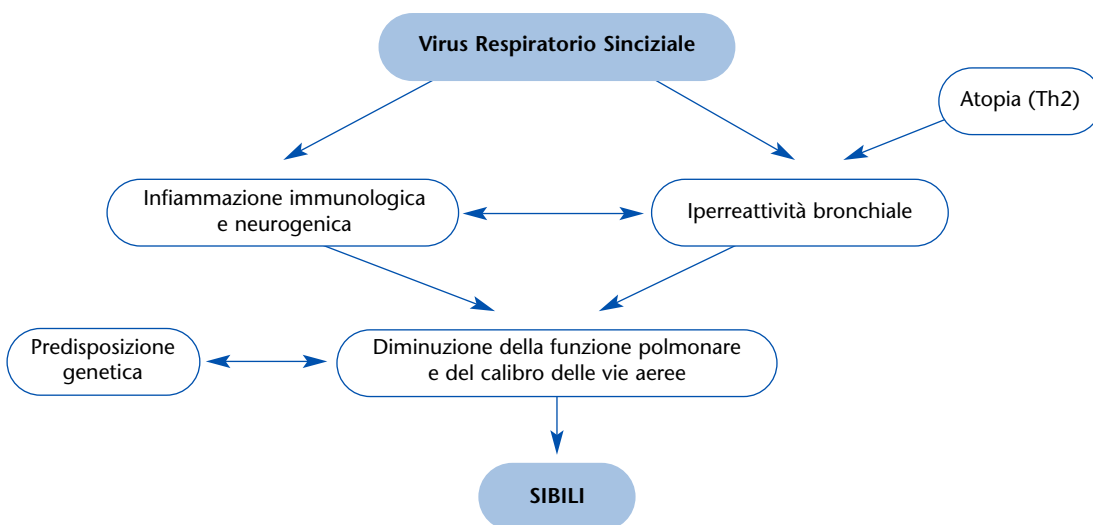 Virus Respiratorio Sinciziale
Atopia (Th2)
Infiammazione immunologica
e neurogenica
Iperreattività bronchiale
Predisposizione
genetica
Diminuzione della funzione polmonare
e del calibro delle vie aeree
SIBILI